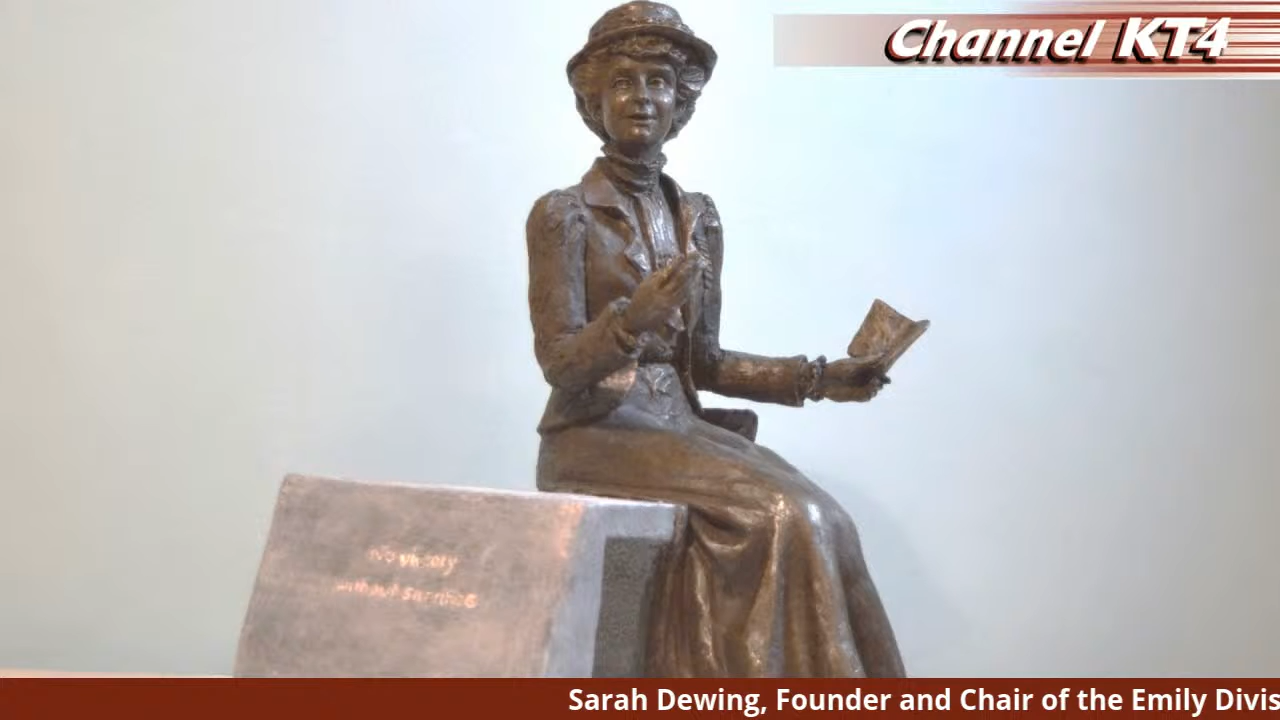 Channel KT4
No victory
without sacrifice
Sarah Dewing, Founder and Chair of the Emily Divis